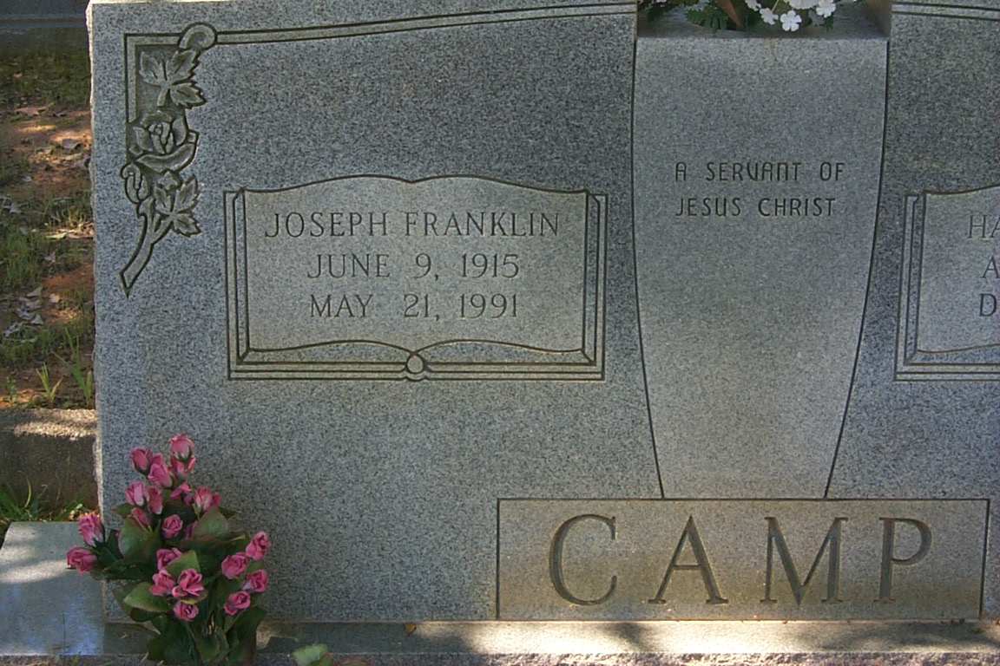 JOSEPH FRANKLIN
JUNE 9, 1915
MAY 21, 1991
A SERVANT OF
JESUS CHRIST
CAMP